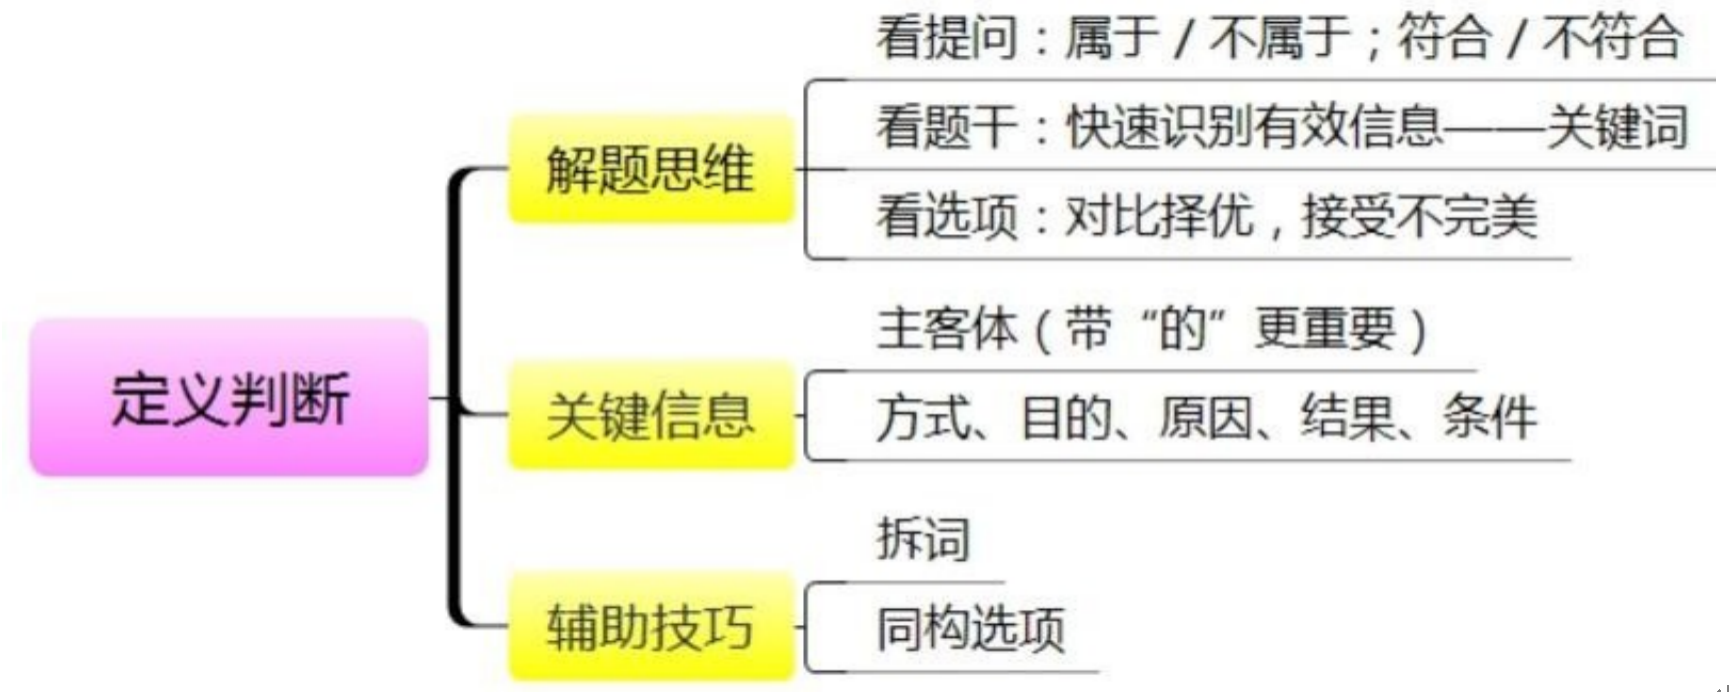 定义判断
解题思维
看提问：属于 / 不属于；符合 / 不符合
看题干：快速识别有效信息——关键词
看选项：对比择优，接受不完美
关键信息
主客体（带“的”更重要）
方式、目的、原因、结果、条件
辅助技巧
拆词
同构选项